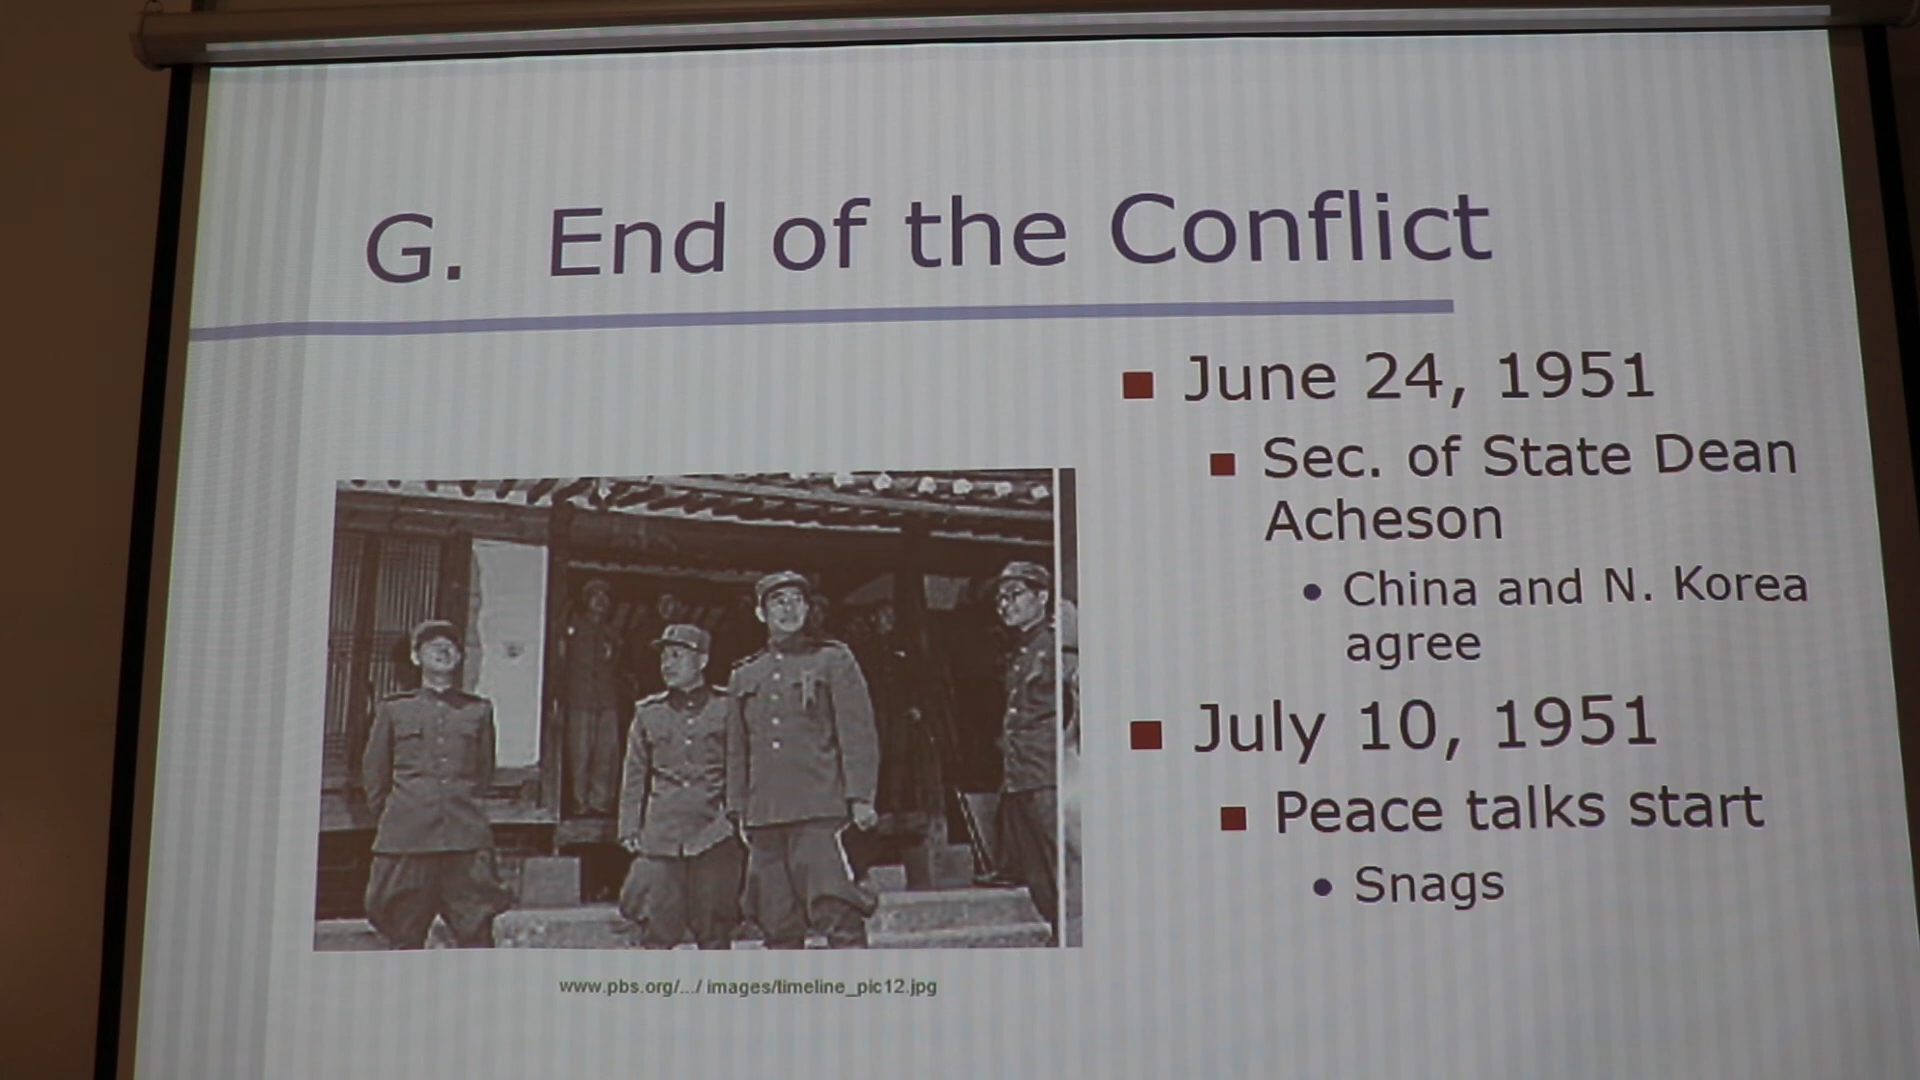 G. End of the Conflict
June 24, 1951
Sec. of State Dean
Acheson
China and N. Korea
agree
July 10, 1951
Peace talks start
Snags
www.pbs.org/.../ images/timeline_pic12.jpg